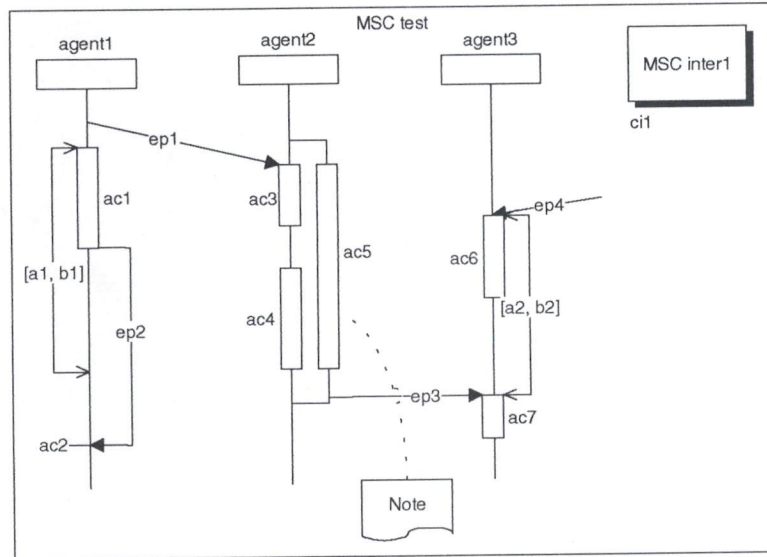 MSC test
agent1
agent2
agent3
MSC inter1
ci1
ep1
ac1
ac3
ep4
ac5
ac6
[a1, b1]
[a2, b2]
ac4
ep2
ep3
ac7
ac2
Note